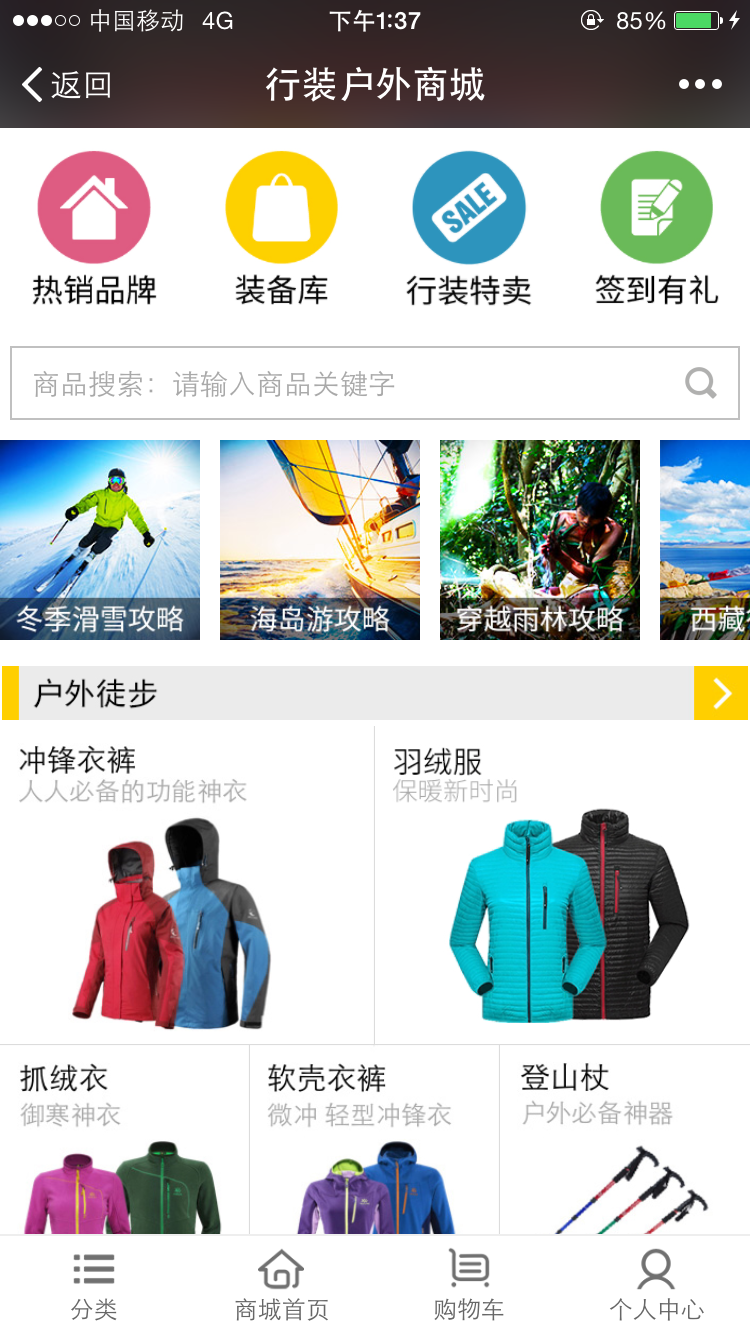 中国移动 4G 下午1:37 85%
返回 行装户外商城
SALE
热销品牌 装备库 行装特卖 签到有礼
商品搜索：请输入商品关键字
冬季滑雪攻略 海岛游攻略 穿越雨林攻略 西藏
户外徒步
冲锋衣裤
人人必备的功能神衣
羽绒服
保暖新时尚
抓绒衣
御寒神衣
软壳衣裤
微冲 轻型冲锋衣
登山杖
户外必备神器
分类 商城首页 购物车 个人中心